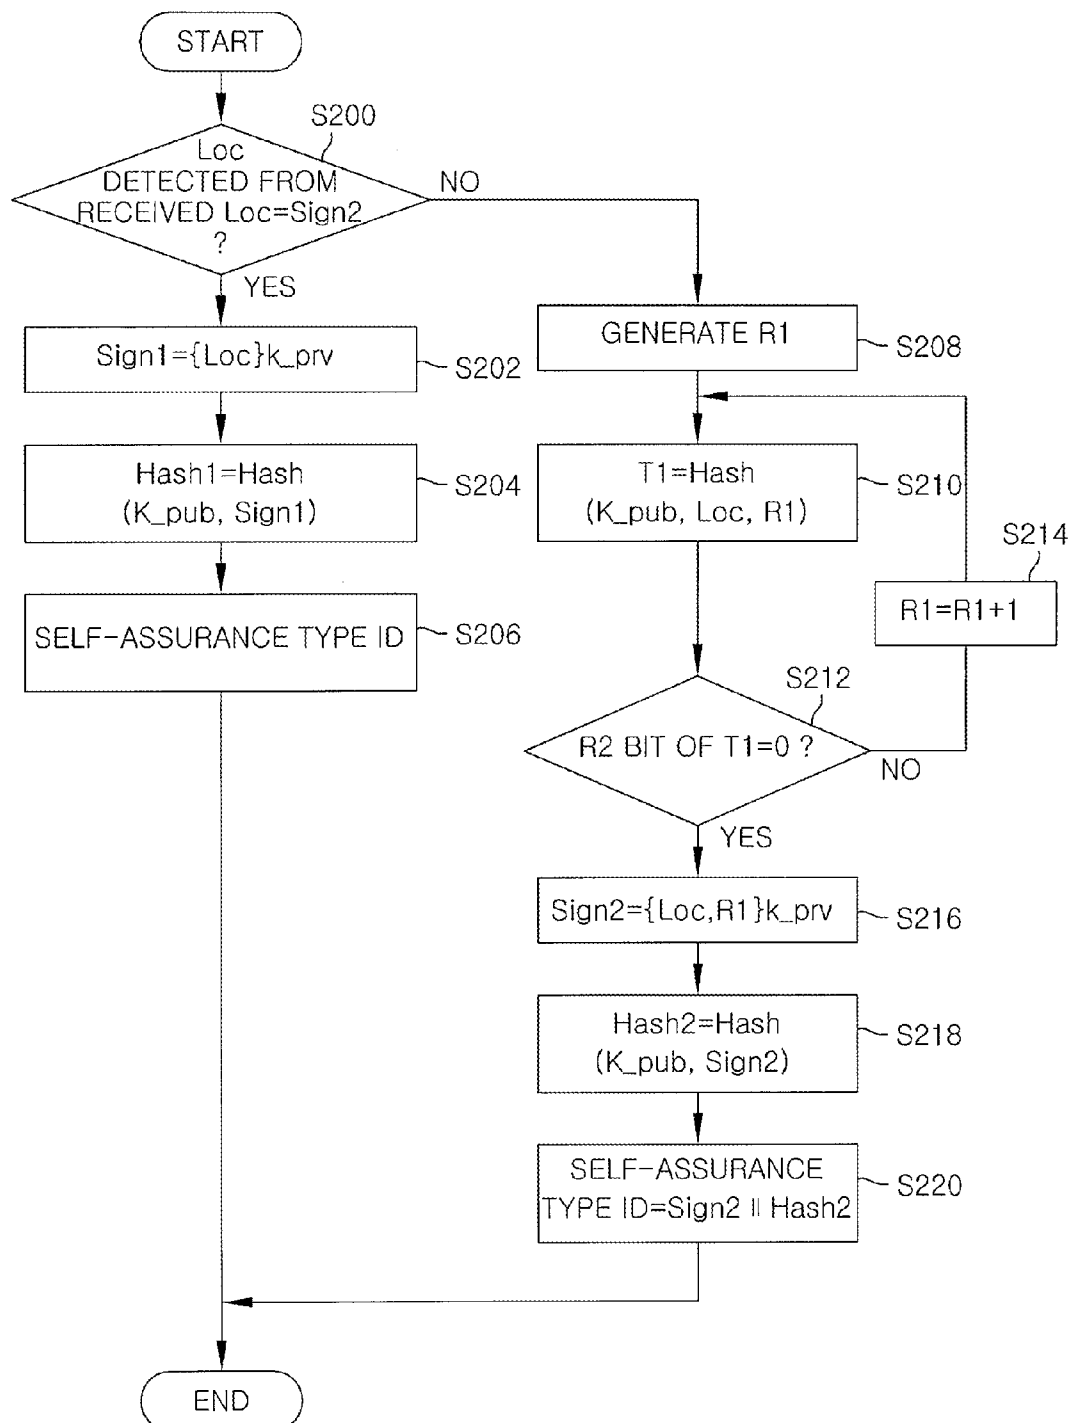 START
S200
Loc
DETECTED FROM
RECEIVED Loc=Sign2
?
NO
YES
Sign1={Loc}k_prv
S202
Hash1=Hash
(K_pub, Sign1)
S204
SELF-ASSURANCE TYPE ID
S206
GENERATE R1
S208
T1=Hash
(K_pub, Loc, R1)
S210
S214
R1=R1+1
S212
R2 BIT OF T1=0 ?
NO
YES
Sign2={Loc,R1}k_prv
S216
Hash2=Hash
(K_pub, Sign2)
S218
SELF-ASSURANCE
TYPE ID=Sign2 || Hash2
S220
END